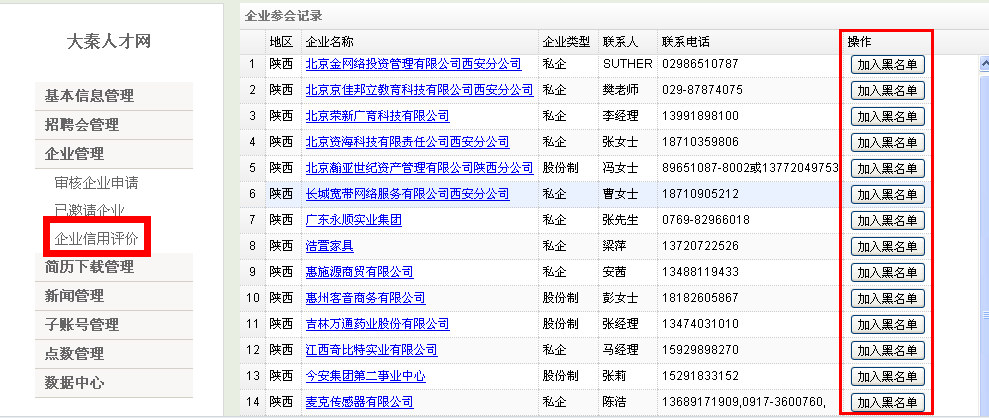 大秦人才网
基本信息管理
招聘会管理
企业管理
审核企业申请
已邀请企业
企业信用评价
简历下载管理
新闻管理
子账号管理
点数管理
数据中心
企业参会记录
地区 企业名称 企业类型 联系人 联系电话 操作
1 陕西 北京金网络投资管理有限公司西安分公司 私企 SUTHER 02986510787 加入黑名单
2 陕西 北京京佳邦立教育科技有限公司西安分公司 私企 樊老师 029-87874075 加入黑名单
3 陕西 北京荣新广育科技有限公司 私企 李经理 13991898100 加入黑名单
4 陕西 北京资海科技有限责任公司西安分公司 私企 张女士 18710359806 加入黑名单
5 陕西 北京瀚亚世纪资产管理有限公司陕西分公司 股份制 冯女士 89651087-8002或13772049753 加入黑名单
6 陕西 长城宽带网络服务有限公司西安分公司 私企 曹女士 18710905212 加入黑名单
7 陕西 广东永顺实业集团 私企 张先生 0769-82966018 加入黑名单
8 陕西 浩萱家具 私企 梁萍 13720722526 加入黑名单
9 陕西 惠施源商贸有限公司 私企 安茜 13488119433 加入黑名单
10 陕西 惠州客音商务有限公司 股份制 彭女士 18182605867 加入黑名单
11 陕西 吉林万通药业股份有限公司 股份制 张经理 13474031010 加入黑名单
12 陕西 江西奇比特实业有限公司 私企 马经理 15929898270 加入黑名单
13 陕西 今安集团第二事业中心 股份制 张莉 15291833152 加入黑名单
14 陕西 麦克传感器有限公司 私企 陈浩 13689171909,0917-3600760, 加入黑名单